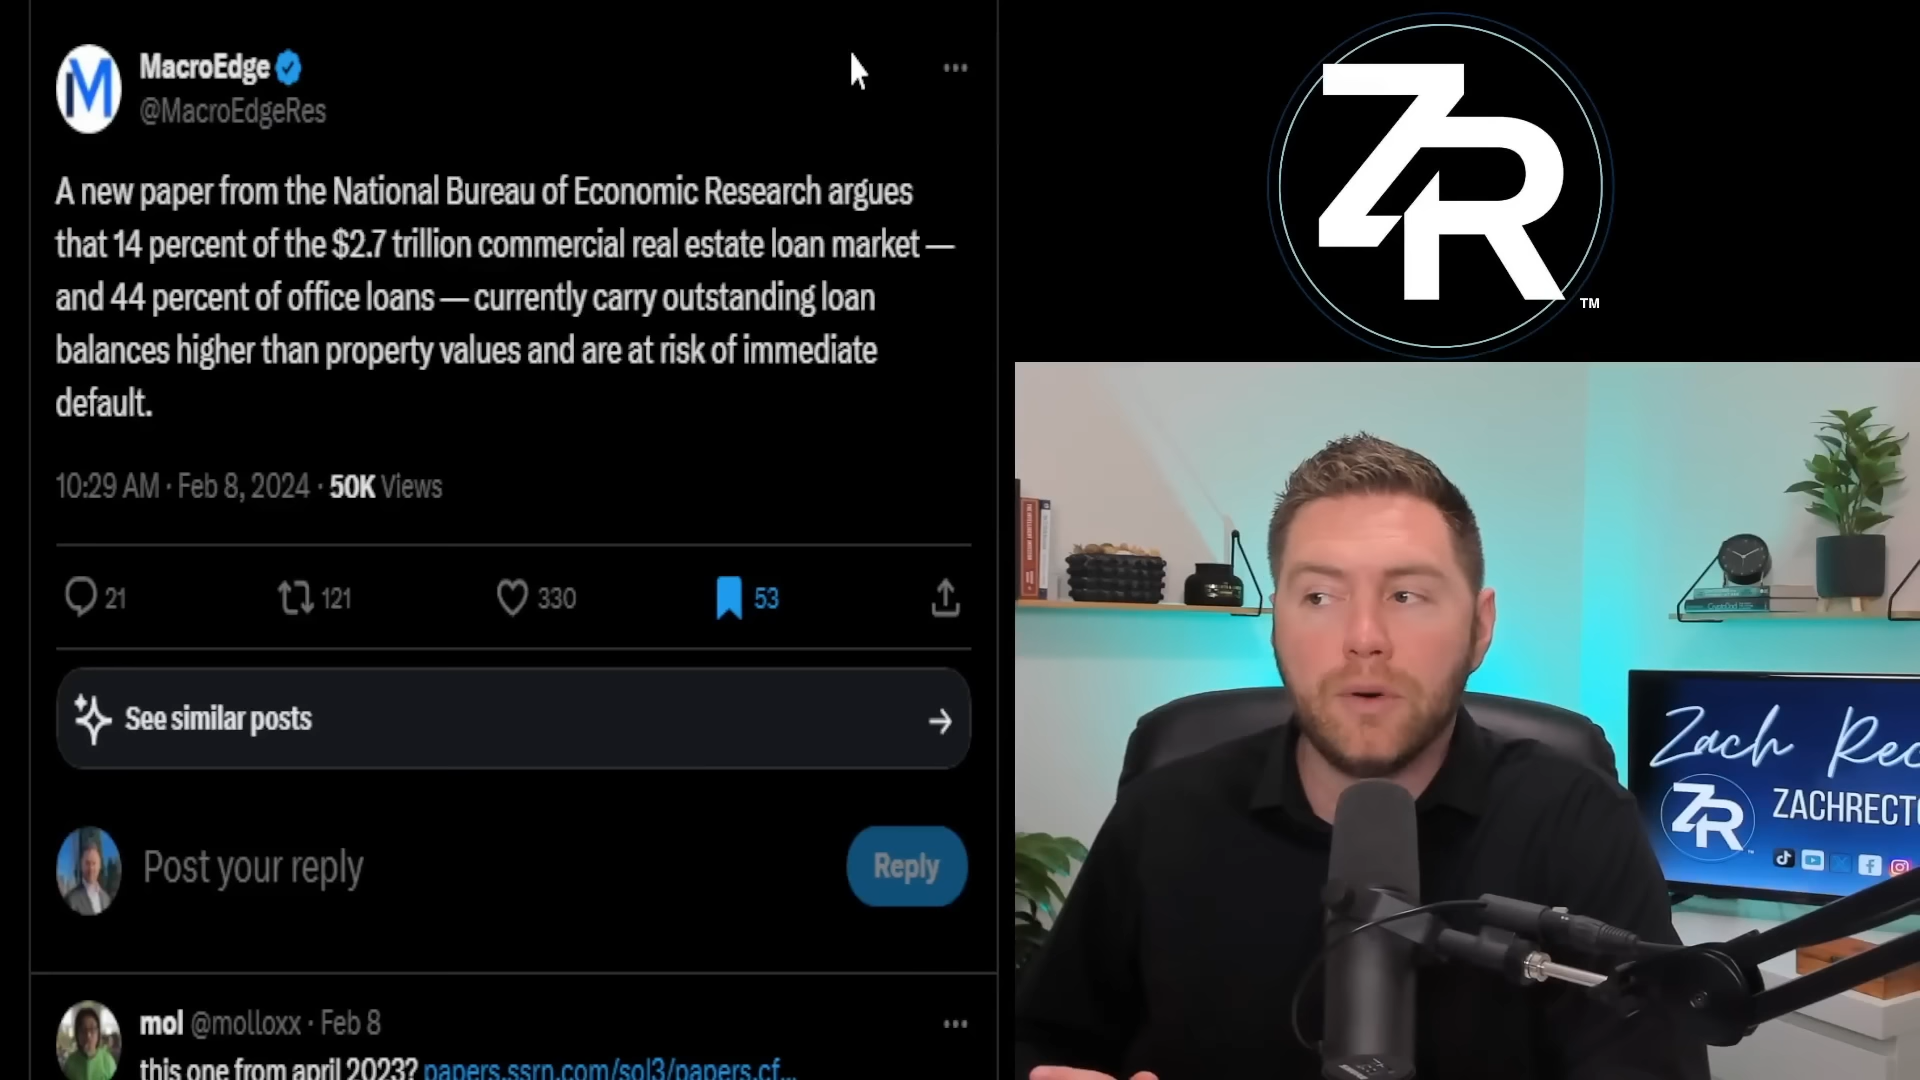 MacroEdge
@MacroEdgeRes
A new paper from the National Bureau of Economic Research argues
that 14 percent of the $2.7 trillion commercial real estate loan market —
and 44 percent of office loans — currently carry outstanding loan
balances higher than property values and are at risk of immediate
default.
10:29 AM · Feb 8, 2024 · 50K Views
21 121 330 53
See similar posts
Post your reply
Reply
mol @molloxx · Feb 8
this one from april 2023? papers.ssrn.com/sol3/papers.cf...
ZR
TM
Zach Rec
ZR
ZACHRECTO